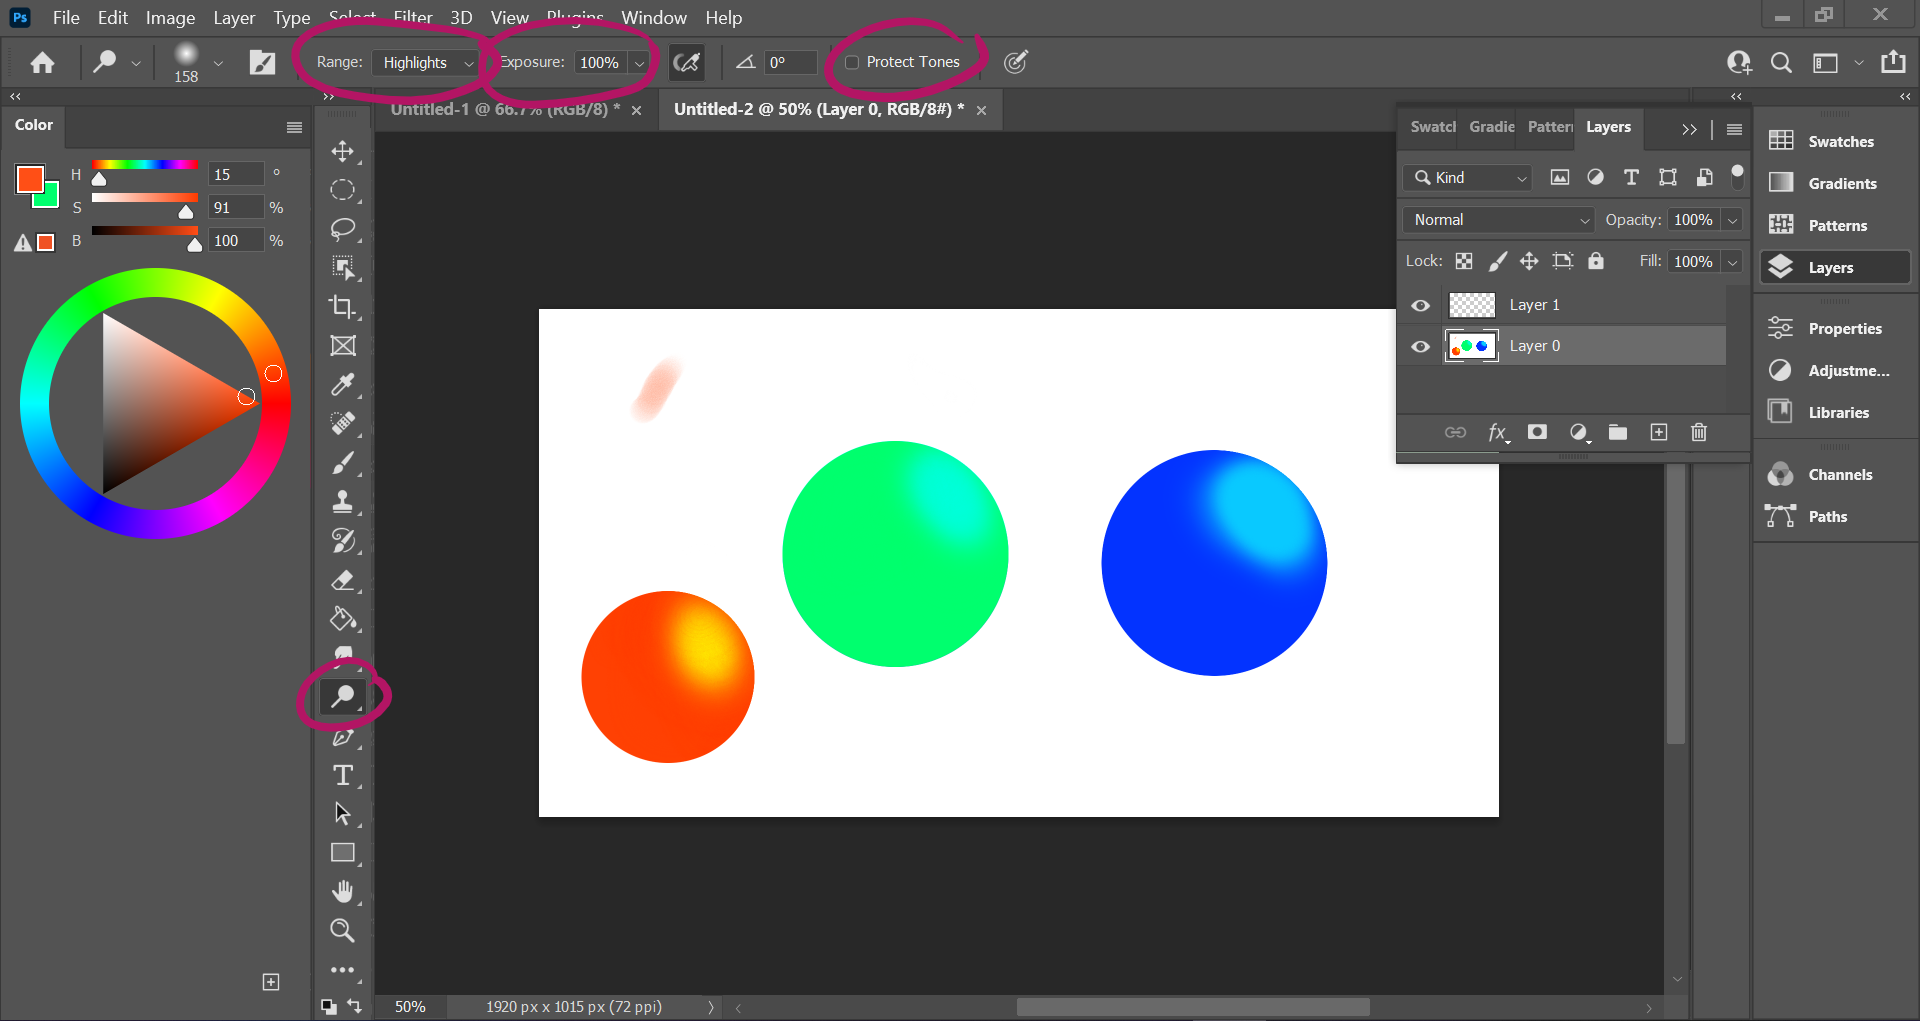 Ps File Edit Image Layer Type Select Filter 3D View Plugins Window Help
158 Range: Highlights Exposure: 100% 0° Protect Tones
Color
Untitled-1 @ 66.7% (RGB/8) * ×
Untitled-2 @ 50% (Layer 0, RGB/8#) * ×
H 15 °
S 91 %
B 100 %
Swatch Gradie Patter Layers
Kind
Normal Opacity: 100%
Lock: Fill: 100%
Layer 1
Layer 0
fx
Swatches
Gradients
Patterns
Layers
Properties
Adjustme...
Libraries
Channels
Paths
50% 1920 px x 1015 px (72 ppi)